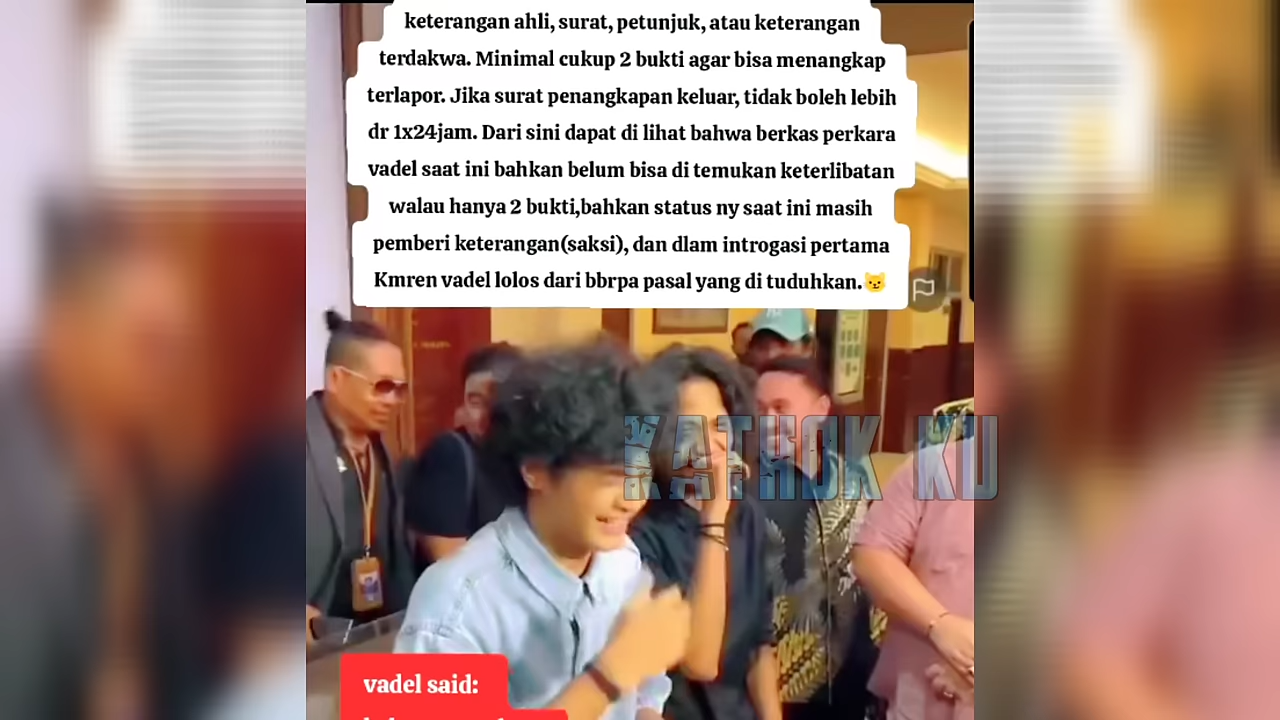 keterangan ahli, surat, petunjuk, atau keterangan
terdakwa. Minimal cukup 2 bukti agar bisa menangkap
terlapor. Jika surat penangkapan keluar, tidak boleh lebih
dr 1x24jam. Dari sini dapat di lihat bahwa berkas perkara
vadel saat ini bahkan belum bisa di temukan keterlibatan
walau hanya 2 bukti,bahkan status ny saat ini masih
pemberi keterangan(saksi), dan dlam introgasi pertama
Kmren vadel lolos dari bbrpa pasal yang di tuduhkan.😼
KATHOK KU
vadel said: